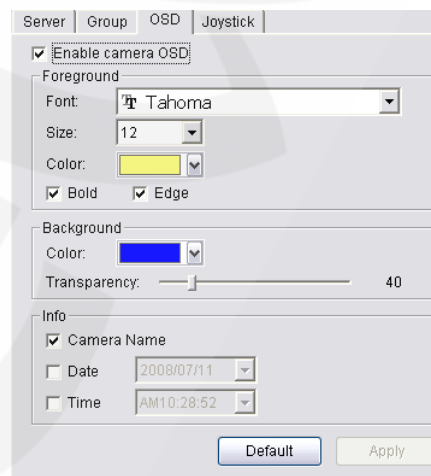 Server Group OSD Joystick
Enable camera OSD
Foreground
Font: Tahoma
Size: 12
Color:
Bold Edge
Background
Color:
Transparency: 40
Info
Camera Name
Date 2008/07/11
Time AM10:28:52
Default Apply